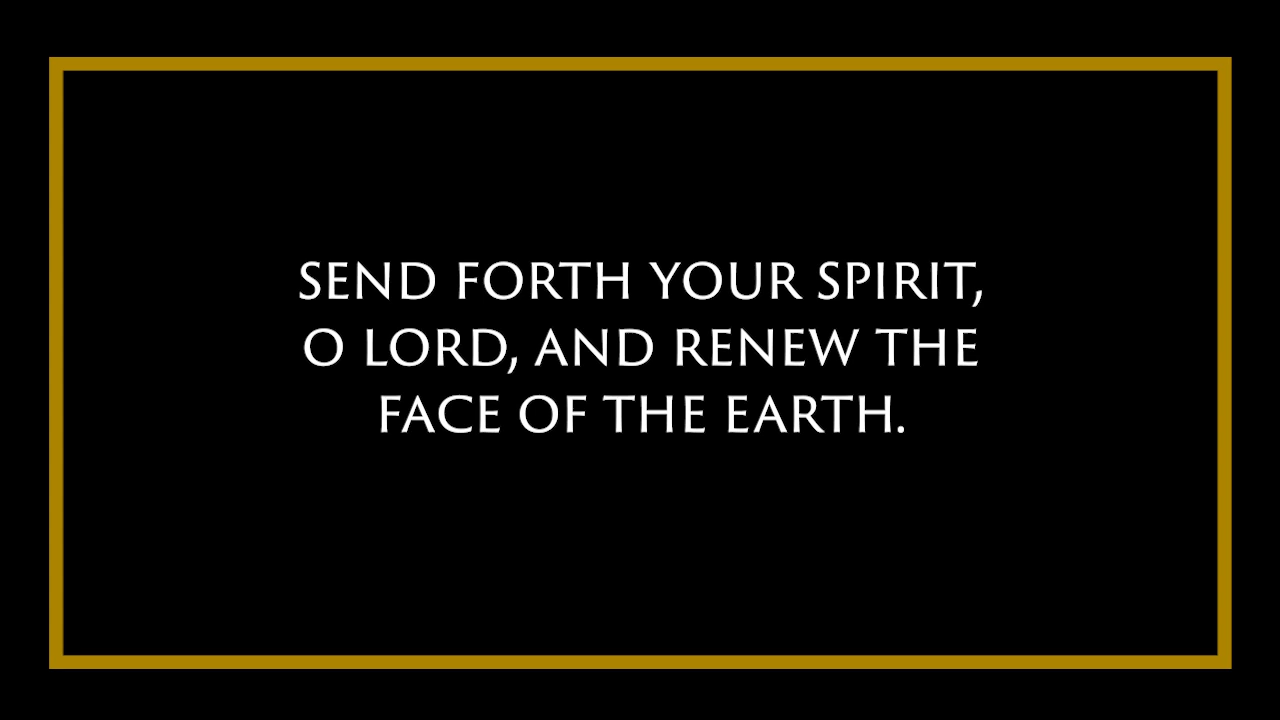 SEND FORTH YOUR SPIRIT,
O LORD, AND RENEW THE
FACE OF THE EARTH.